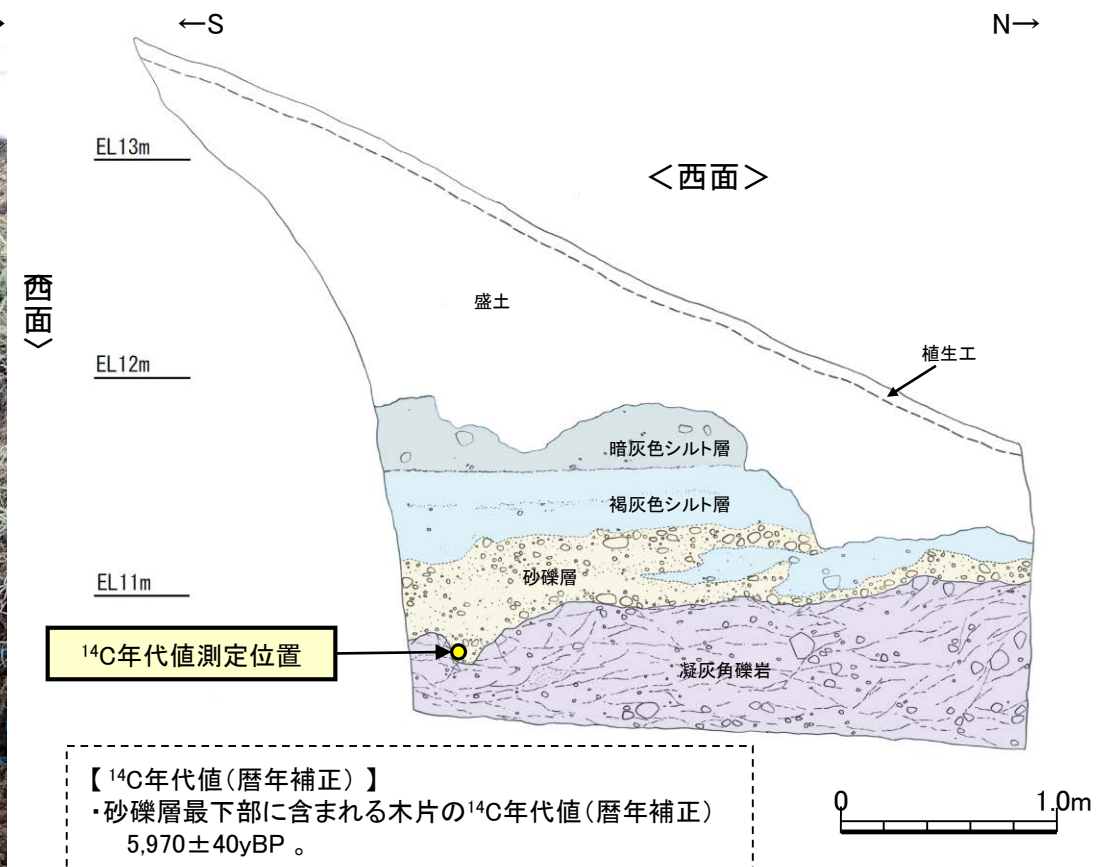 ←S
N→
EL13m
＜西面＞
西面＞
盛土
EL12m
植生工
暗灰色シルト層
褐灰色シルト層
EL11m
砂礫層
¹⁴C年代値測定位置
凝灰角礫岩
【¹⁴C年代値（暦年補正）】
・砂礫層最下部に含まれる木片の¹⁴C年代値（暦年補正）
5,970±40yBP 。
0 1.0m